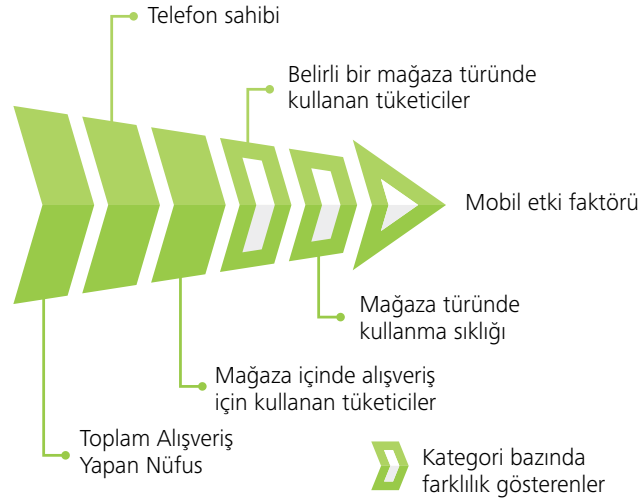 Telefon sahibi
Belirli bir mağaza türünde
kullanan tüketiciler
Mobil etki faktörü
Mağaza türünde
kullanma sıklığı
Mağaza içinde alışveriş
için kullanan tüketiciler
Toplam Alışveriş
Yapan Nüfus
Kategori bazında
farklılık gösterenler